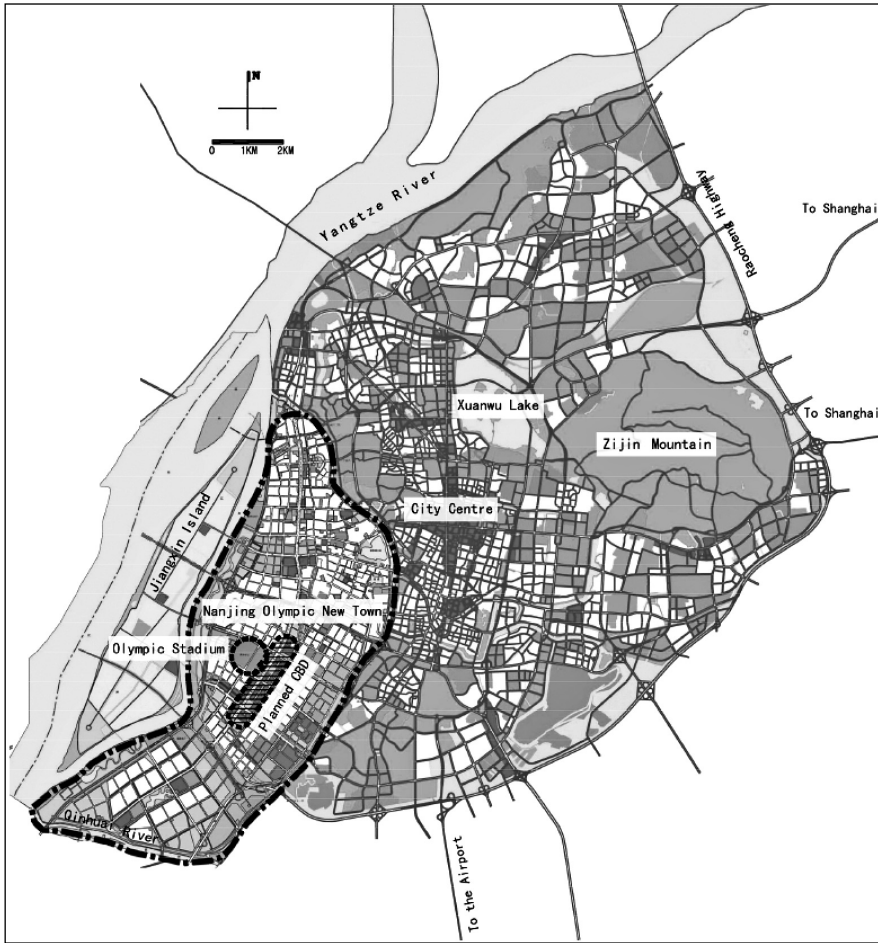 N
0 1KM 2KM
Yangtze River
Raocheng Highway
To Shanghai
Xuanwu Lake
To Shanghai
Zijin Mountain
City Centre
Jiangxin Island
Nanjing Olympic New Town
Olympic Stadium
Planned CBD
Qinhuai River
To the Airport